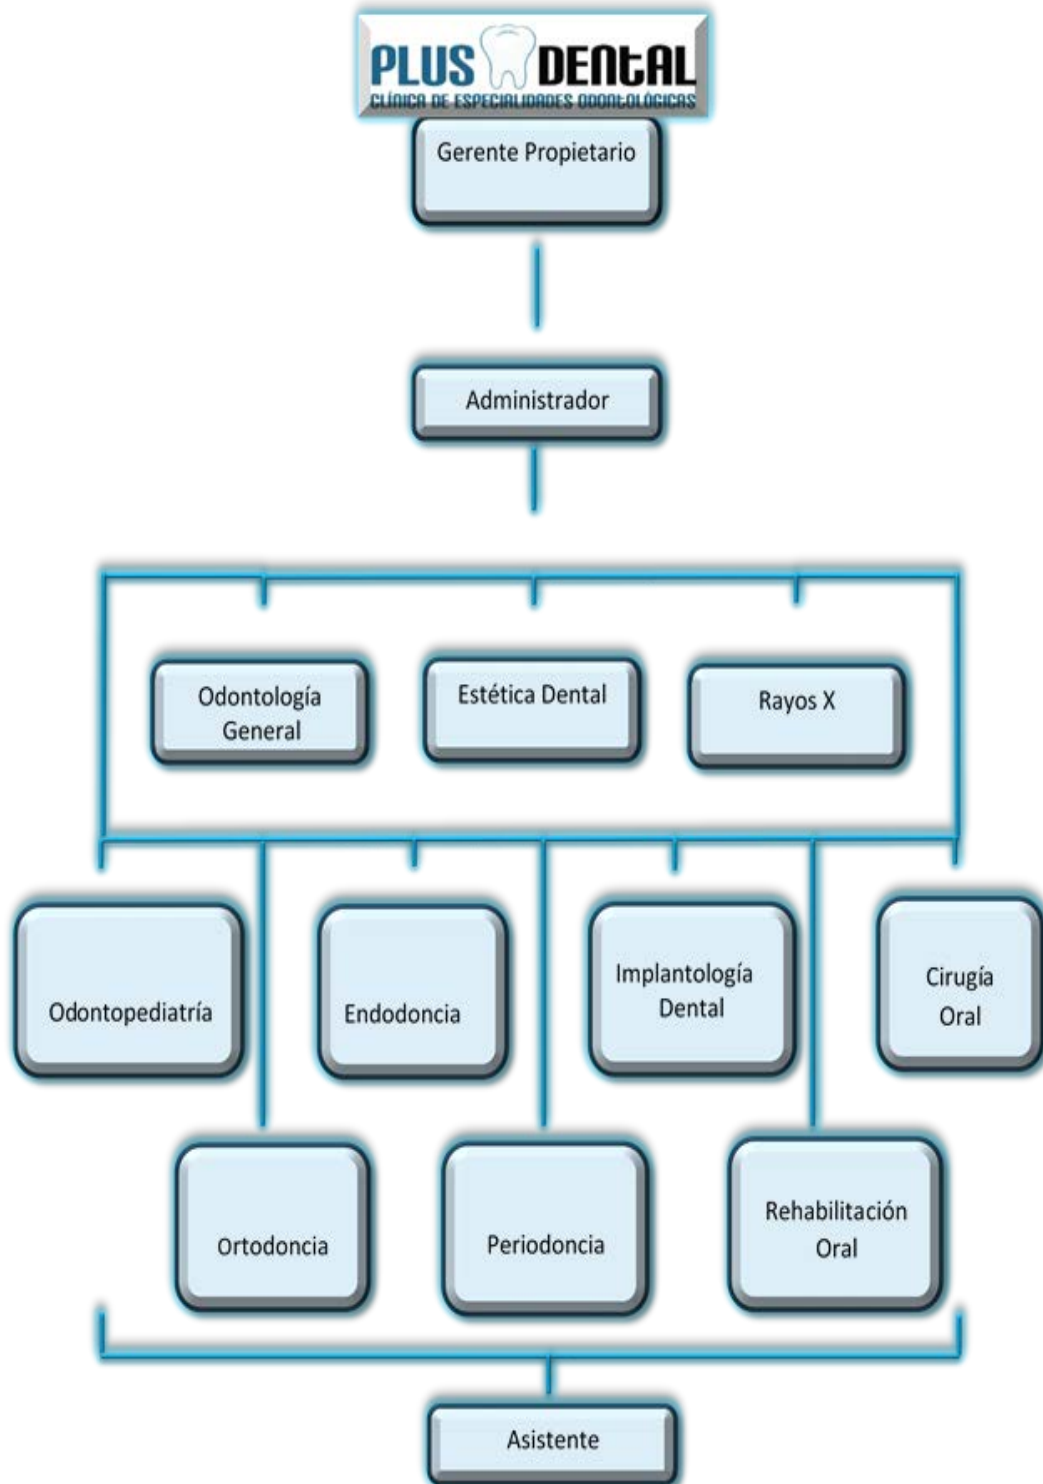 PLUS DENTAL
CLÍNICA DE ESPECIALIDADES ODONTOLÓGICAS
Gerente Propietario
Administrador
Odontología
General
Estética Dental
Rayos X
Odontopediatría
Endodoncia
Implantología
Dental
Cirugía
Oral
Ortodoncia
Periodoncia
Rehabilitación
Oral
Asistente